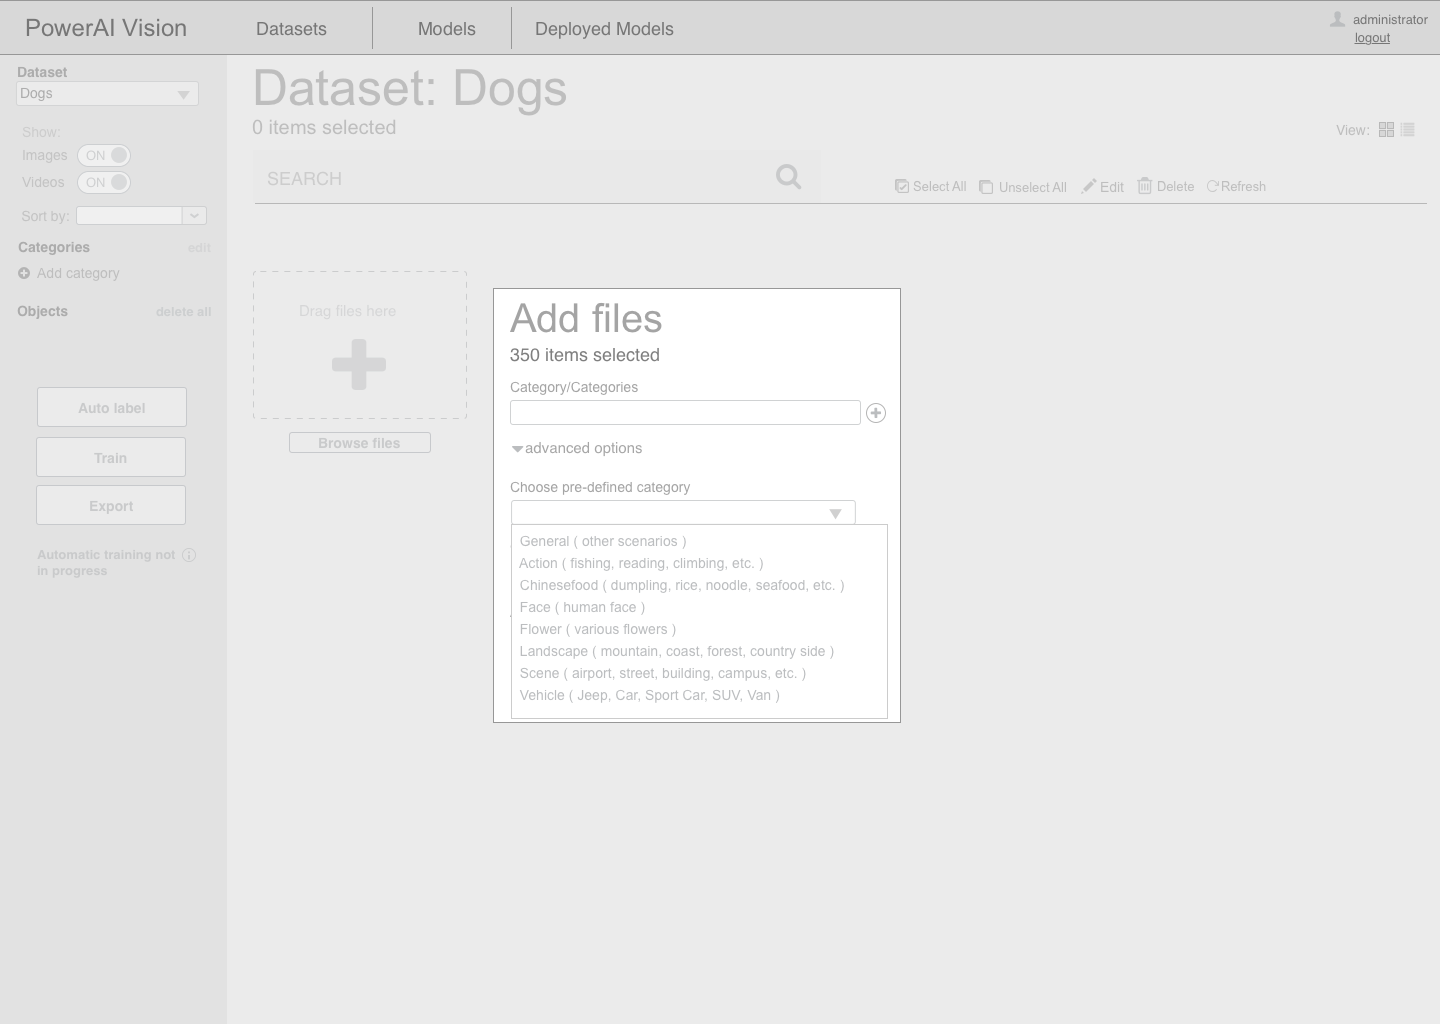 PowerAI Vision
Datasets
Models
Deployed Models
administrator
logout
Dataset
Dogs
Show:
Images
ON
Videos
ON
Sort by:
Categories
edit
Add category
Objects
delete all
Auto label
Train
Export
Automatic training not
in progress
Dataset: Dogs
0 items selected
View:
SEARCH
Select All
Unselect All
Edit
Delete
Refresh
Drag files here
Browse files
Add files
350 items selected
Category/Categories
advanced options
Choose pre-defined category
General ( other scenarios )
Action ( fishing, reading, climbing, etc. )
Chinesefood ( dumpling, rice, noodle, seafood, etc. )
Face ( human face )
Flower ( various flowers )
Landscape ( mountain, coast, forest, country side )
Scene ( airport, street, building, campus, etc. )
Vehicle ( Jeep, Car, Sport Car, SUV, Van )